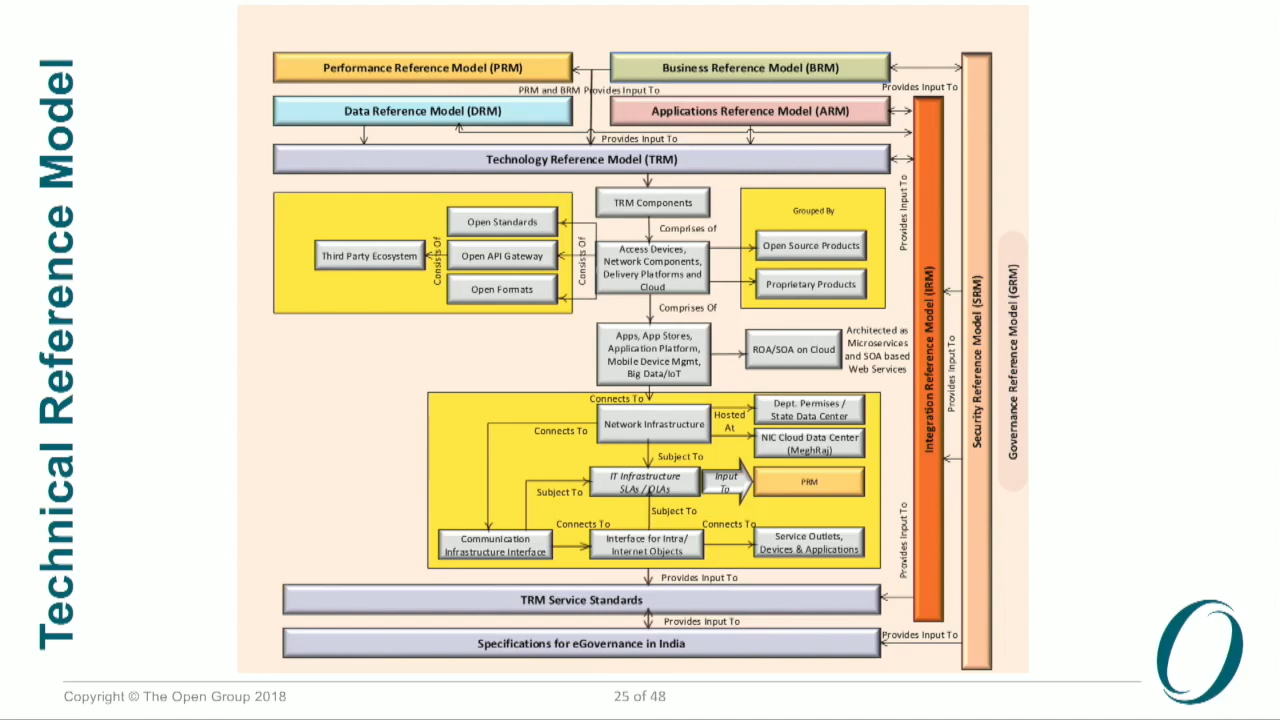 Technical Reference Model
Performance Reference Model (PRM)
Business Reference Model (BRM)
PRM and BRM Provides Input To
Provides Input To
Data Reference Model (DRM)
Applications Reference Model (ARM)
Provides Input To
Technology Reference Model (TRM)
TRM Components
Grouped By
Comprises of
Open Standards
Third Party Ecosystem
Consists Of
Open API Gateway
Open Formats
Consists Of
Access Devices,
Network Components,
Delivery Platforms and
Cloud
Open Source Products
Proprietary Products
Comprises Of
Apps, App Stores,
Application Platform,
Mobile Device Mgmt,
Big Data/IoT
ROA/SOA on Cloud
Architected as
Microservices
and SOA based
Web Services
Connects To
Network Infrastructure
Hosted
At
Dept. Permises /
State Data Center
NIC Cloud Data Center
(MeghRaj)
Connects To
Subject To
IT Infrastructure
SLAs / OLAs
Input
To
PRM
Subject To
Subject To
Connects To
Connects To
Communication
Infrastructure Interface
Interface for Intra/
Internet Objects
Service Outlets,
Devices & Applications
Provides Input To
TRM Service Standards
Provides Input To
Specifications for eGovernance in India
Provides Input To
Provides Input To
Provides Input To
Integration Reference Model (IRM)
Provides Input To
Security Reference Model (SRM)
Governance Reference Model (GRM)
Copyright © The Open Group 2018
25 of 48